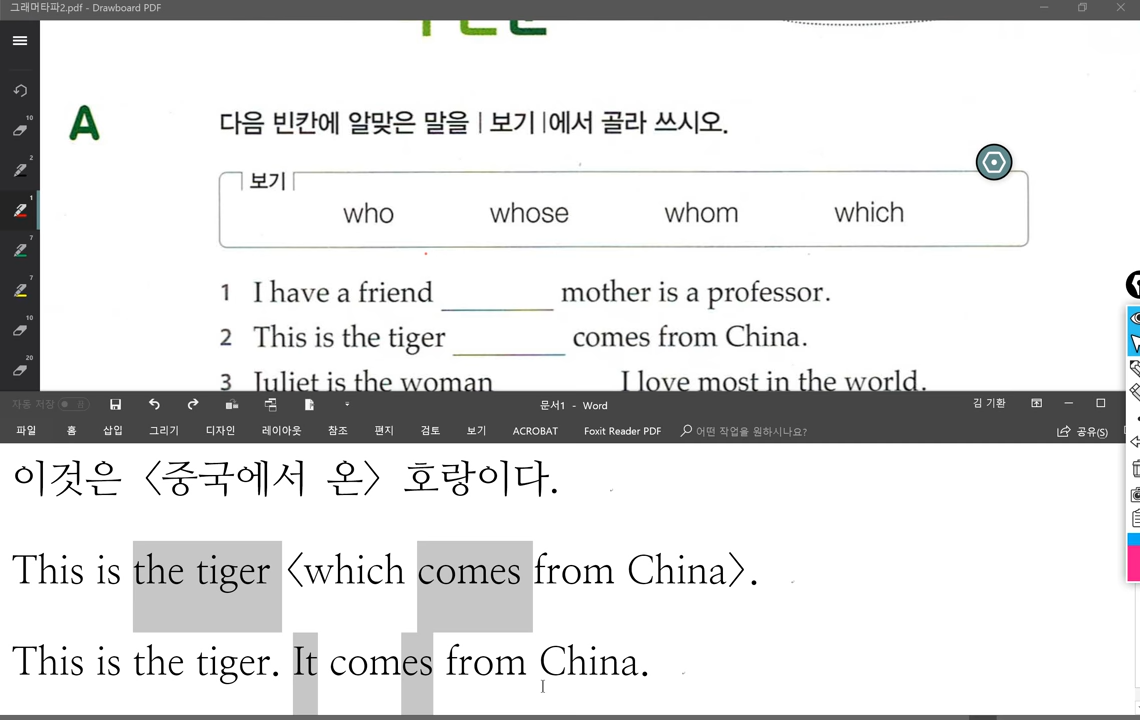 그래머타파2.pdf - Drawboard PDF
10
2
1
7
7
10
20
A
다음 빈칸에 알맞은 말을 | 보기 |에서 골라 쓰시오.
보기
who whose whom which
1 I have a friend ________ mother is a professor.
2 This is the tiger ________ comes from China.
3 Juliet is the woman I love most in the world.
자동 저장
문서1 - Word
김 기환
파일 홈 삽입 그리기 디자인 레이아웃 참조 편지 검토 보기 ACROBAT Foxit Reader PDF 어떤 작업을 원하시나요? 공유(S)
이것은 〈중국에서 온〉 호랑이다.
This is the tiger 〈which comes from China〉.
This is the tiger. It comes from China.